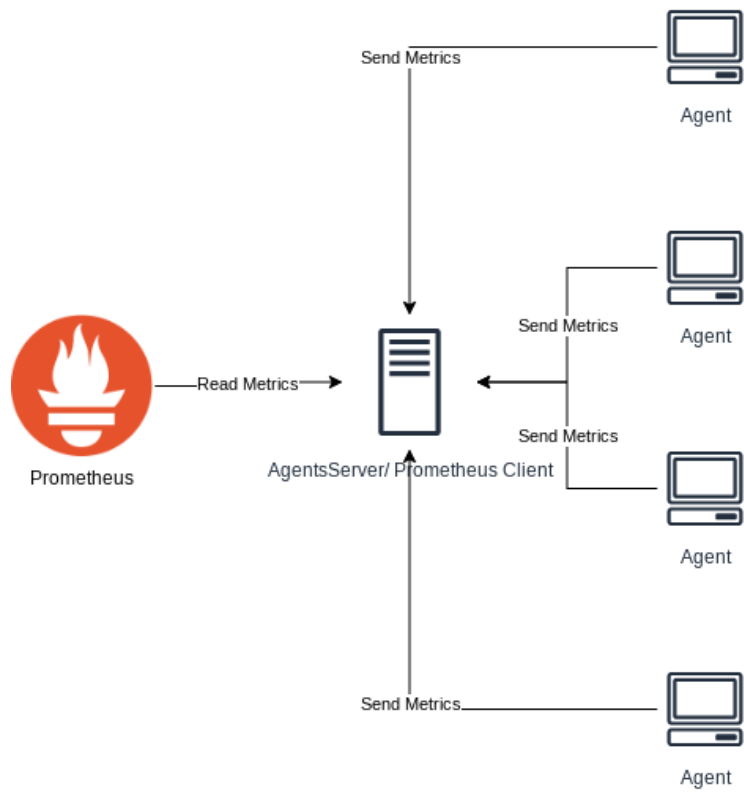 Send Metrics
Agent
Send Metrics
Agent
Read Metrics
Prometheus
AgentsServer/ Prometheus Client
Send Metrics
Agent
Send Metrics
Agent